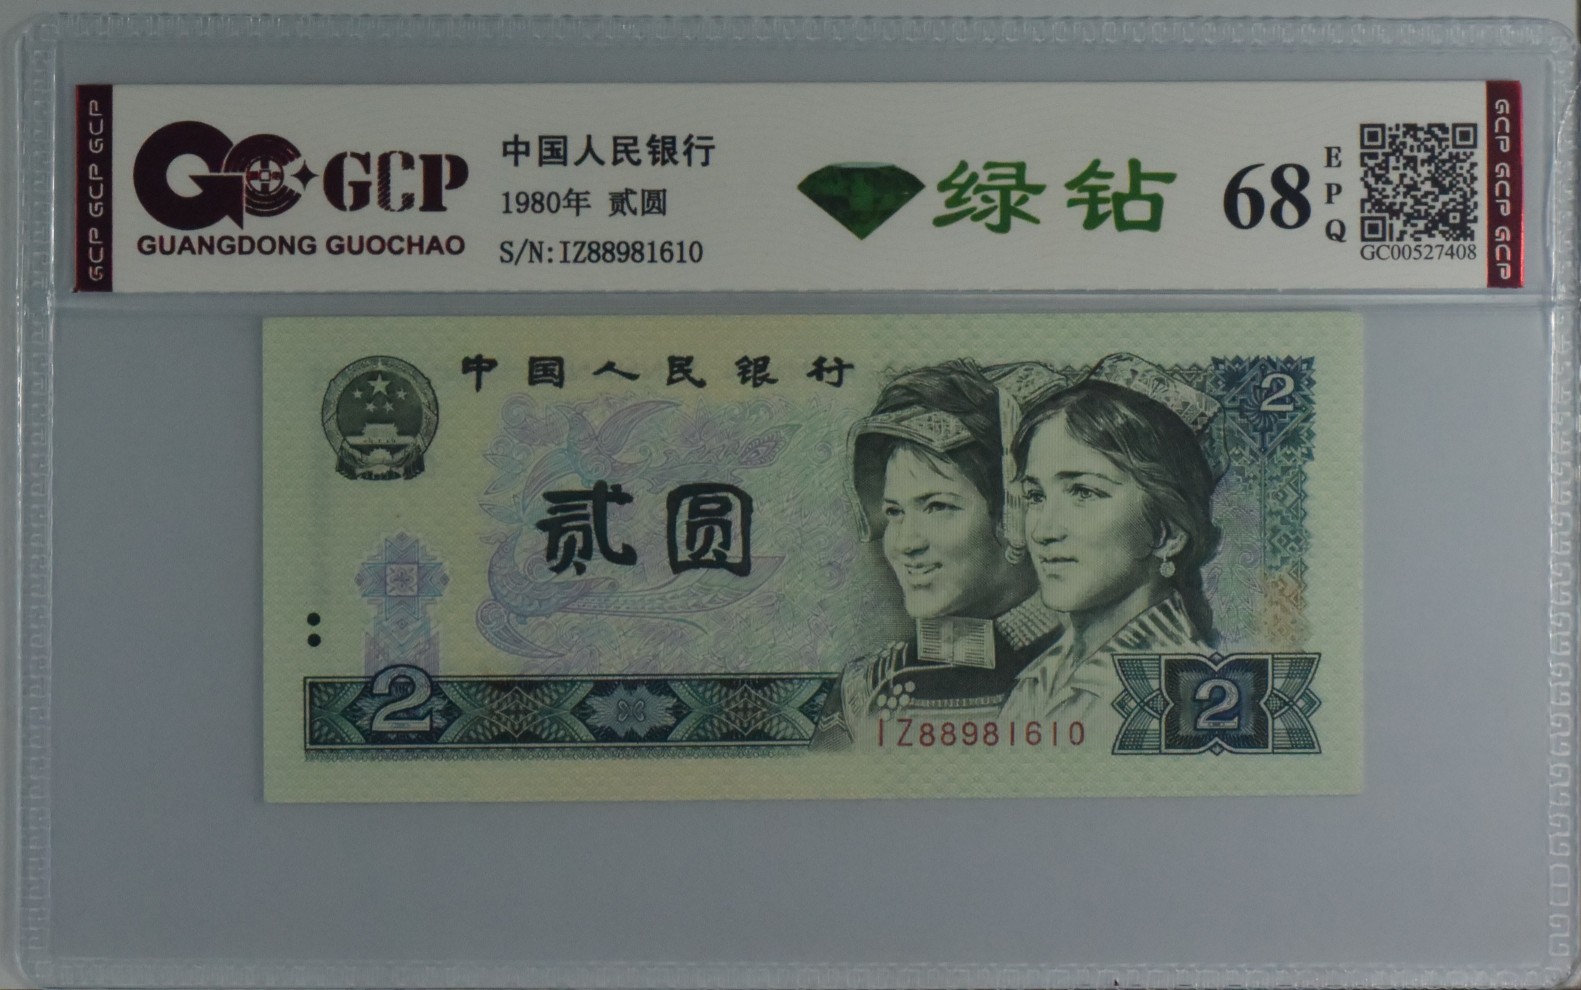 GCP GCP GCP
GCP
GUANGDONG GUOCHAO
中国人民银行
1980年 贰圆
S/N:IZ88981610
绿钻
68
EPQ
GC00527408
GCP GCP GCP
中国人民银行
2
贰圆
2
2
IZ88981610